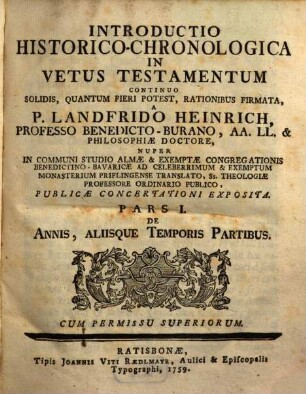 INTRODUCTIO
HISTORICO-CHRONOLOGICA
IN
VETUS TESTAMENTUM
CONTINUO
SOLIDIS, QUANTUM FIERI POTEST, RATIONIBUS FIRMATA,
A
P. LANDFRIDO HEINRICH,
PROFESSO BENEDICTO-BURANO, AA. LL. &
PHILOSOPHIÆ DOCTORE,
NUPER
IN COMMUNI STUDIO ALMÆ & EXEMPTÆ CONGREGATIONIS
BENEDICTINO-BAVARICÆ AD CELEBERRIMUM & EXEMPTUM
MONASTERIUM PRIFLINGENSE TRANSLATO, SS. THEOLOGIÆ
PROFESSORE ORDINARIO PUBLICO,
PUBLICÆ CONCERTATIONI EXPOSITA.
PARS I.
DE
ANNIS, ALIISQUE TEMPORIS PARTIBUS.
CUM PERMISSU SUPERIORUM.
RATISBONÆ,
Tipis JOANNIS VITI RÆDLMAYR, Aulici & Episcopalis
Typographi, 1759.